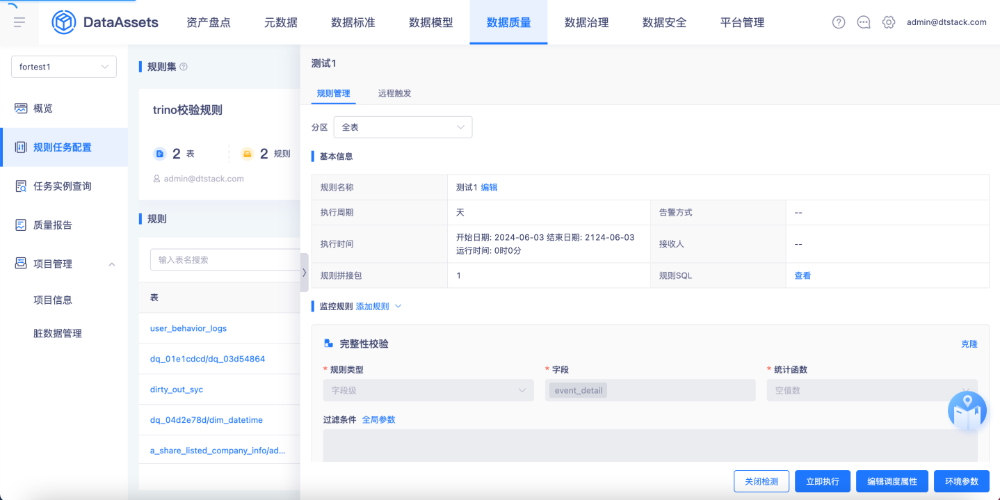 DataAssets
资产盘点
元数据
数据标准
数据模型
数据质量
数据治理
数据安全
平台管理
admin@dtstack.com
fortest1
概览
规则任务配置
任务实例查询
质量报告
项目管理
项目信息
脏数据管理
规则集
trino校验规则
2 表
2 规则
admin@dtstack.com
规则
输入表名搜索
表
user_behavior_logs
dq_01e1cdcd/dq_03d54864
dirty_out_syc
dq_04d2e78d/dim_datetime
a_share_listed_company_info/ad...
测试1
规则管理
远程触发
分区 全表
基本信息
规则名称 测试1 编辑
执行周期 天 告警方式 --
执行时间 开始日期: 2024-06-03 结束日期: 2124-06-03
运行时间: 0时0分
接收人 --
规则拼接包 1 规则SQL 查看
监控规则 添加规则
完整性校验 克隆
* 规则类型 * 字段 * 统计函数
字段级 event_detail 空值数
过滤条件 全局参数
关闭检测 立即执行 编辑调度属性 环境参数